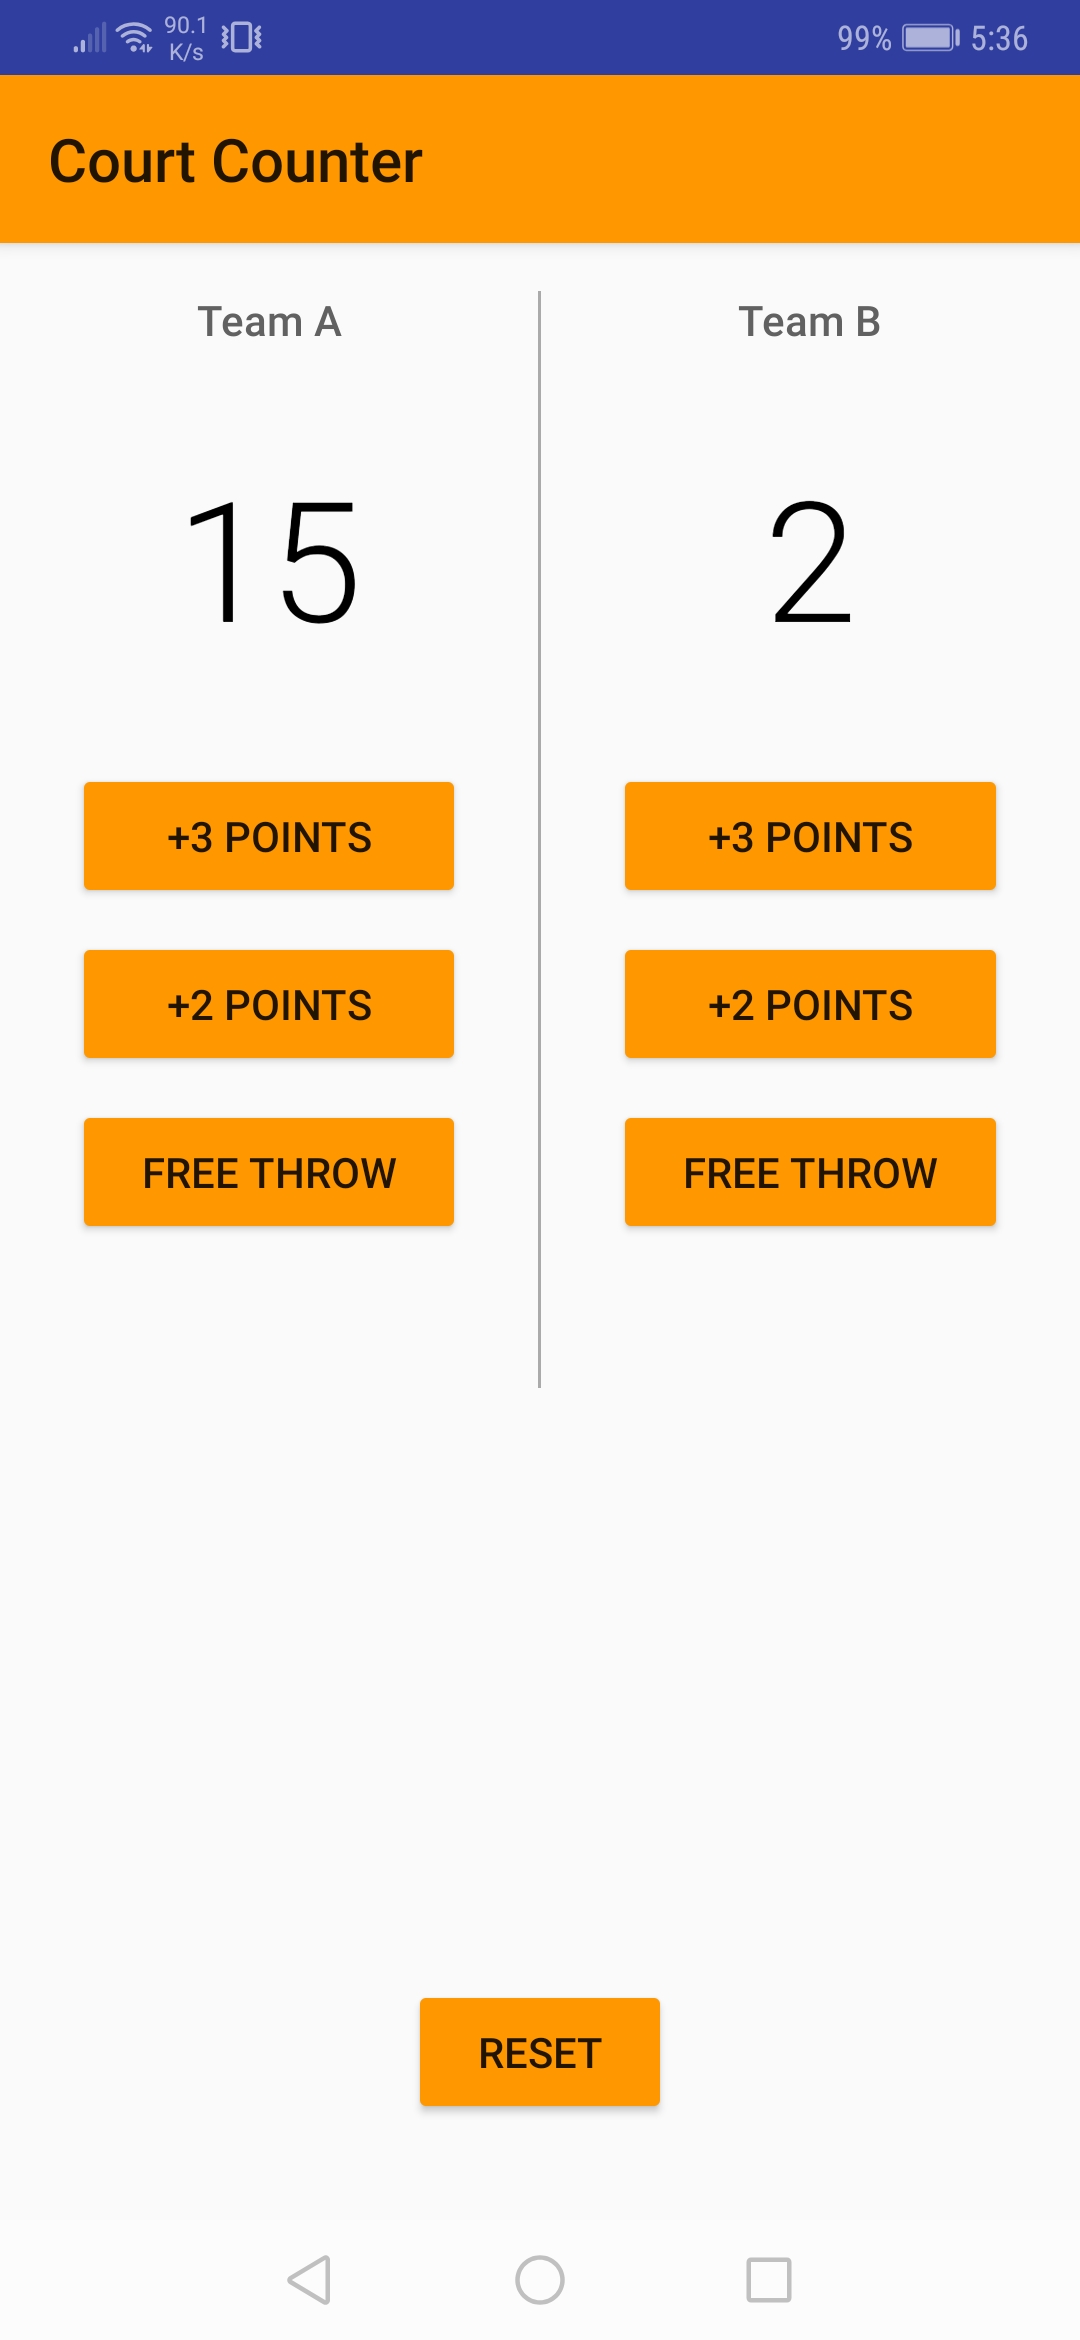 90.1
K/s
99%
5:36
Court Counter
Team A
15
+3 POINTS
+2 POINTS
FREE THROW
Team B
2
+3 POINTS
+2 POINTS
FREE THROW
RESET